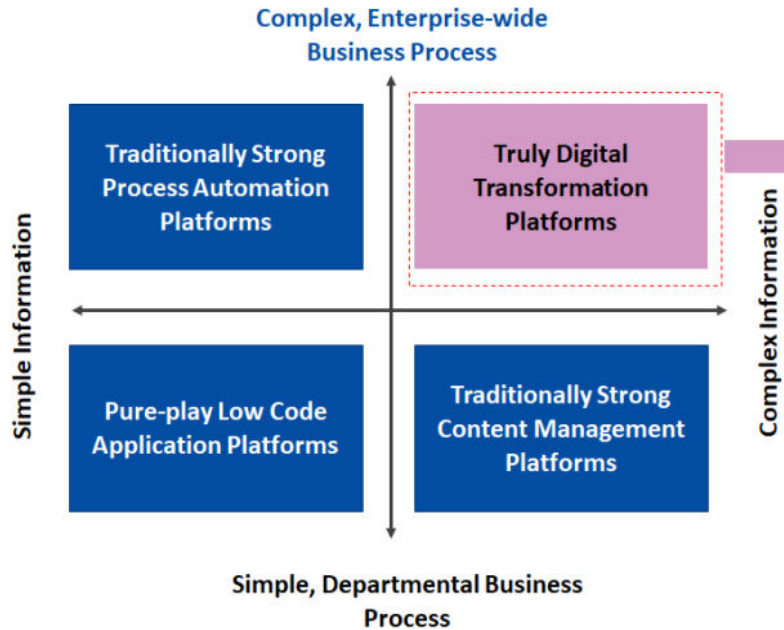 Complex, Enterprise-wide
Business Process
Traditionally Strong
Process Automation
Platforms
Truly Digital
Transformation
Platforms
Simple Information
Complex Information
Pure-play Low Code
Application Platforms
Traditionally Strong
Content Management
Platforms
Simple, Departmental Business
Process